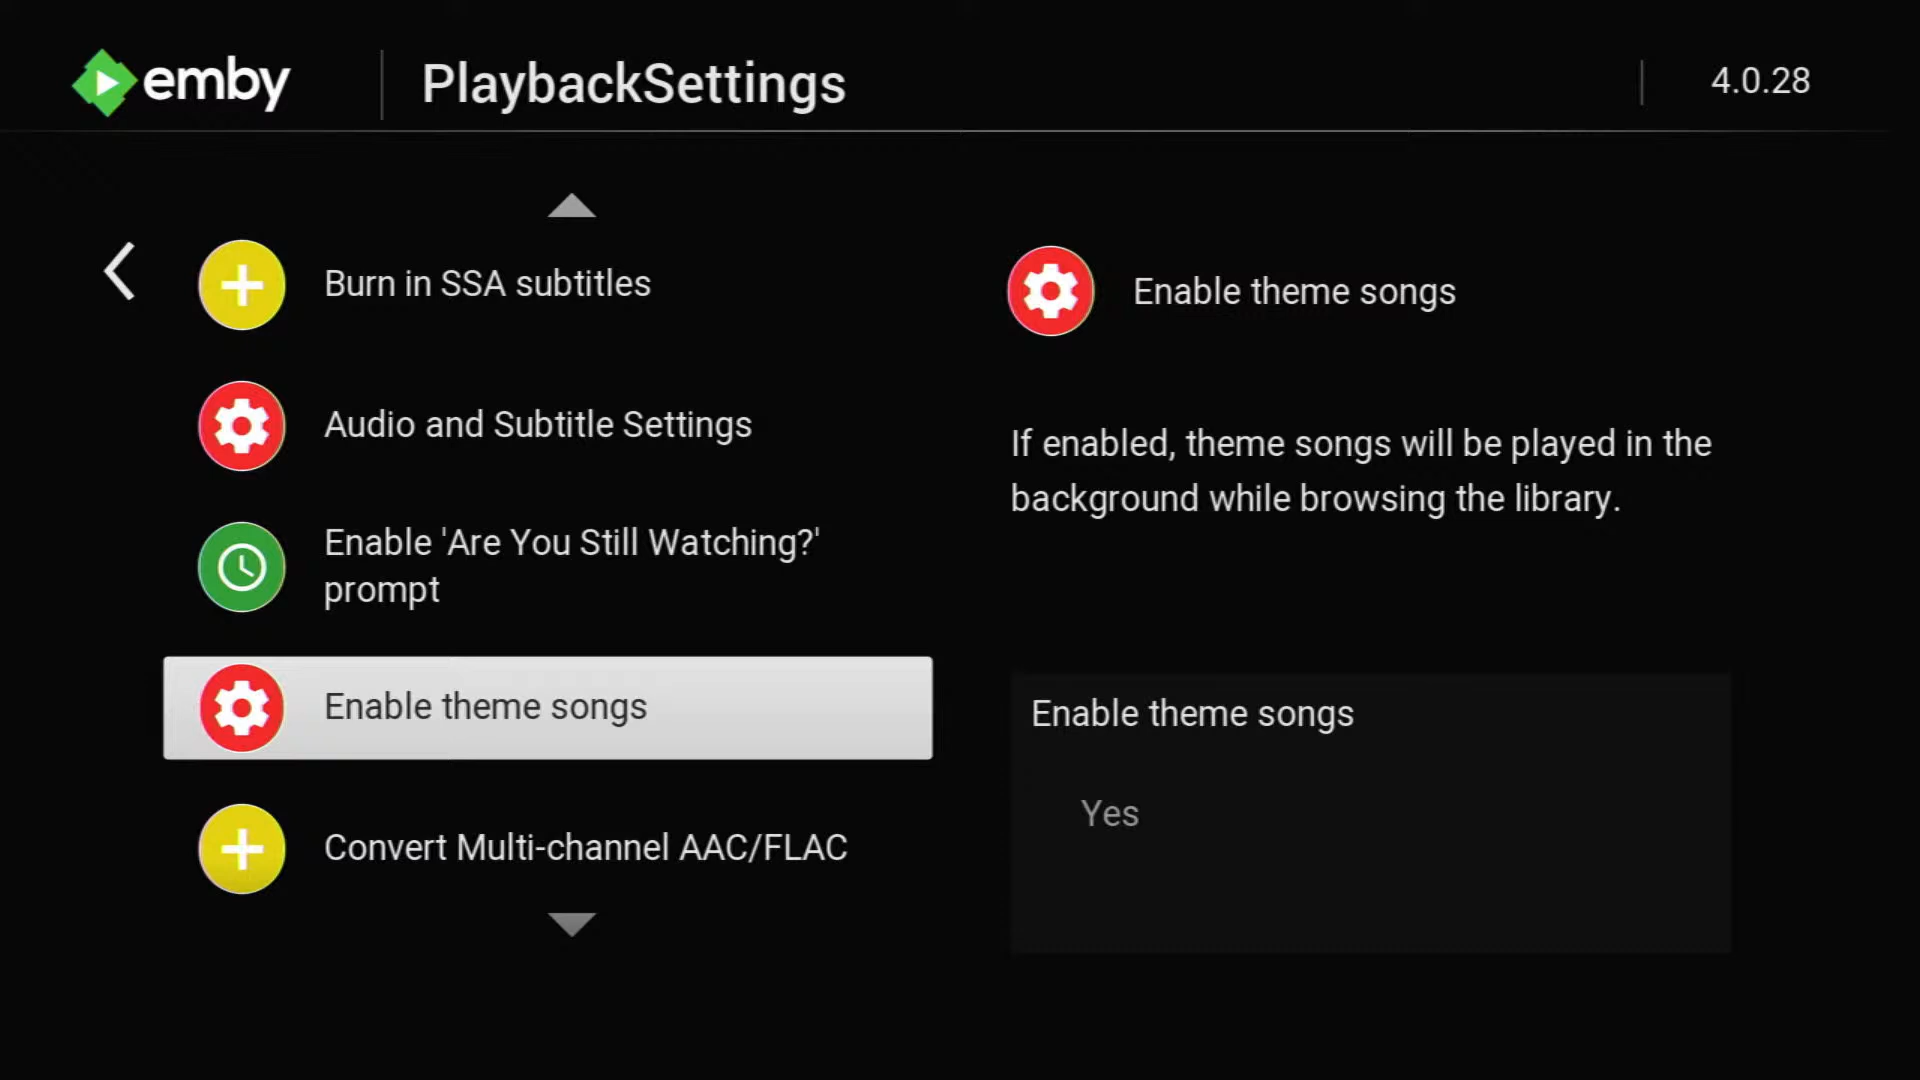 emby
PlaybackSettings
4.0.28
Burn in SSA subtitles
Audio and Subtitle Settings
Enable 'Are You Still Watching?'
prompt
Enable theme songs
Convert Multi-channel AAC/FLAC
Enable theme songs
If enabled, theme songs will be played in the
background while browsing the library.
Enable theme songs
Yes